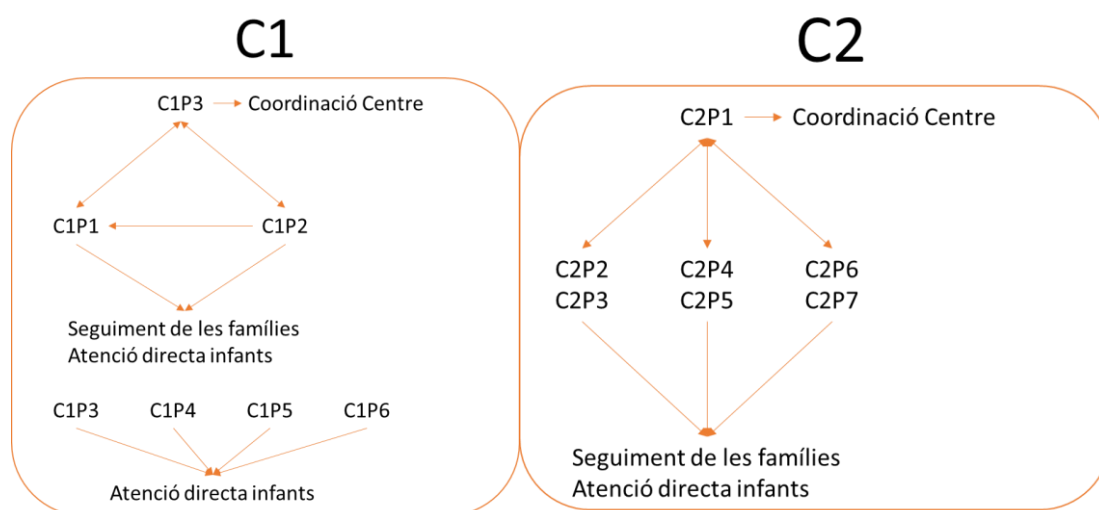 C1
C1P3 Coordinació Centre
C1P1 C1P2
Seguiment de les famílies
Atenció directa infants
C1P3 C1P4 C1P5 C1P6
Atenció directa infants
C2
C2P1 Coordinació Centre
C2P2 C2P4 C2P6
C2P3 C2P5 C2P7
Seguiment de les famílies
Atenció directa infants